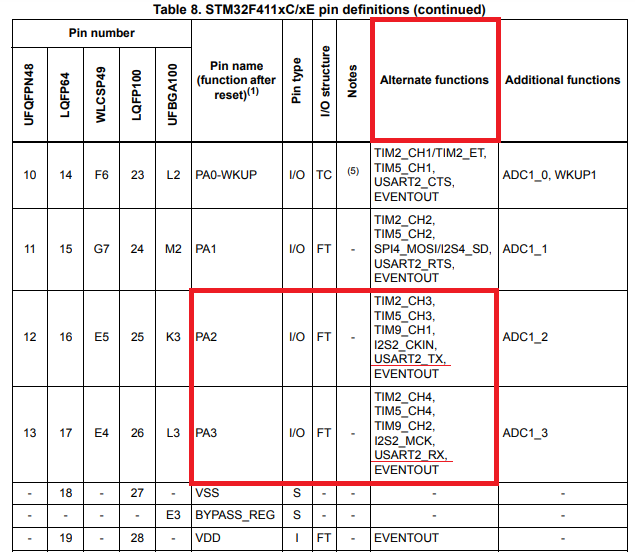 Table 8. STM32F411xC/xE pin definitions (continued)
Pin number
UFQFPN48
LQFP64
WLCSP49
LQFP100
UFBGA100
Pin name
(function after
reset)(1)
Pin type
I/O structure
Notes
Alternate functions
Additional functions
10 14 F6 23 L2 PA0-WKUP I/O TC (5)
TIM2_CH1/TIM2_ET,
TIM5_CH1,
USART2_CTS,
EVENTOUT
ADC1_0, WKUP1
11 15 G7 24 M2 PA1 I/O FT -
TIM2_CH2,
TIM5_CH2,
SPI4_MOSI/I2S4_SD,
USART2_RTS,
EVENTOUT
ADC1_1
12 16 E5 25 K3 PA2 I/O FT -
TIM2_CH3,
TIM5_CH3,
TIM9_CH1,
I2S2_CKIN,
USART2_TX,
EVENTOUT
ADC1_2
13 17 E4 26 L3 PA3 I/O FT -
TIM2_CH4,
TIM5_CH4,
TIM9_CH2,
I2S2_MCK,
USART2_RX,
EVENTOUT
ADC1_3
- 18 - 27 - VSS S - - - -
- - - - E3 BYPASS_REG S - - - -
- 19 - 28 - VDD I FT - EVENTOUT -